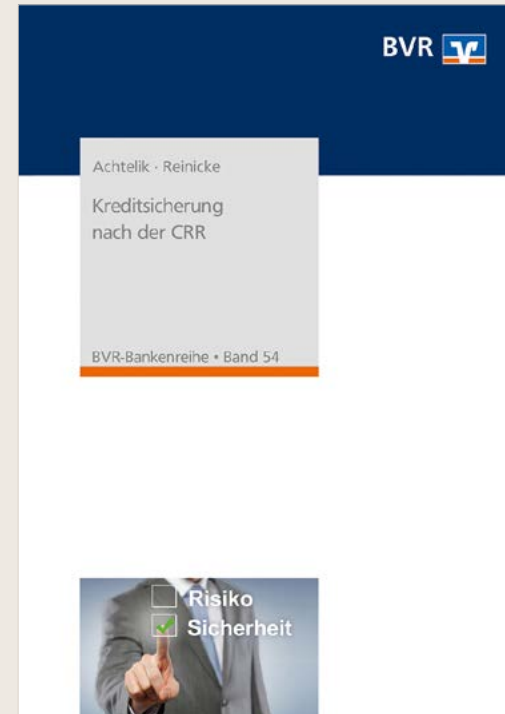 BVR
Achtelik · Reinicke
Kreditsicherung
nach der CRR
BVR-Bankenreihe • Band 54
Risiko
Sicherheit